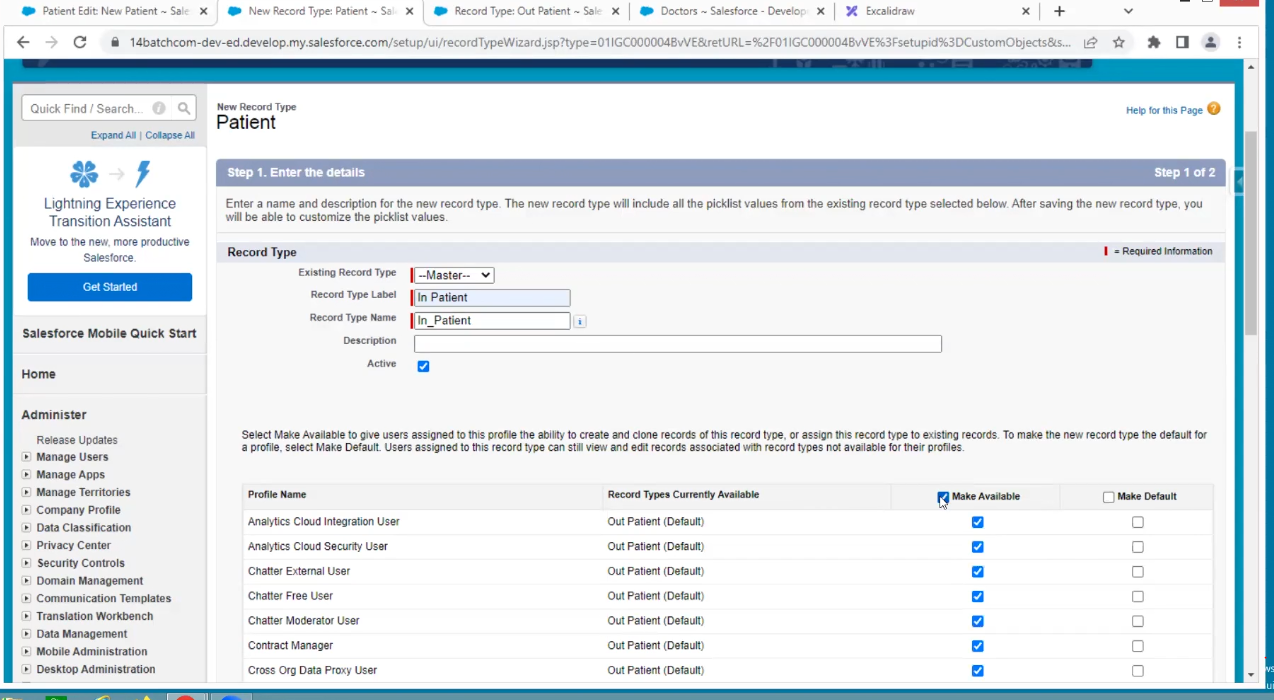 Patient Edit: New Patient ~ Sale
New Record Type: Patient ~ Sal
Record Type: Out Patient ~ Sale
Doctors ~ Salesforce - Develop
Excalidraw
14batchcom-dev-ed.develop.my.salesforce.com/setup/ui/recordTypeWizard.jsp?type=01IGC000004BvVE&retURL=%2F01IGC000004BvVE%3Fsetupid%3DCustomObjects&s...
Quick Find / Search...
Expand All | Collapse All
Lightning Experience
Transition Assistant
Move to the new, more productive
Salesforce.
Get Started
Salesforce Mobile Quick Start
Home
Administer
Release Updates
Manage Users
Manage Apps
Manage Territories
Company Profile
Data Classification
Privacy Center
Security Controls
Domain Management
Communication Templates
Translation Workbench
Data Management
Mobile Administration
Desktop Administration
New Record Type
Patient
Help for this Page
Step 1. Enter the details
Step 1 of 2
Enter a name and description for the new record type. The new record type will include all the picklist values from the existing record type selected below. After saving the new record type, you
will be able to customize the picklist values.
Record Type
= Required Information
Existing Record Type --Master--
Record Type Label In Patient
Record Type Name In_Patient
Description
Active
Select Make Available to give users assigned to this profile the ability to create and clone records of this record type, or assign this record type to existing records. To make the new record type the default for
a profile, select Make Default. Users assigned to this record type can still view and edit records associated with record types not available for their profiles.
Profile Name Record Types Currently Available Make Available Make Default
Analytics Cloud Integration User Out Patient (Default)
Analytics Cloud Security User Out Patient (Default)
Chatter External User Out Patient (Default)
Chatter Free User Out Patient (Default)
Chatter Moderator User Out Patient (Default)
Contract Manager Out Patient (Default)
Cross Org Data Proxy User Out Patient (Default)